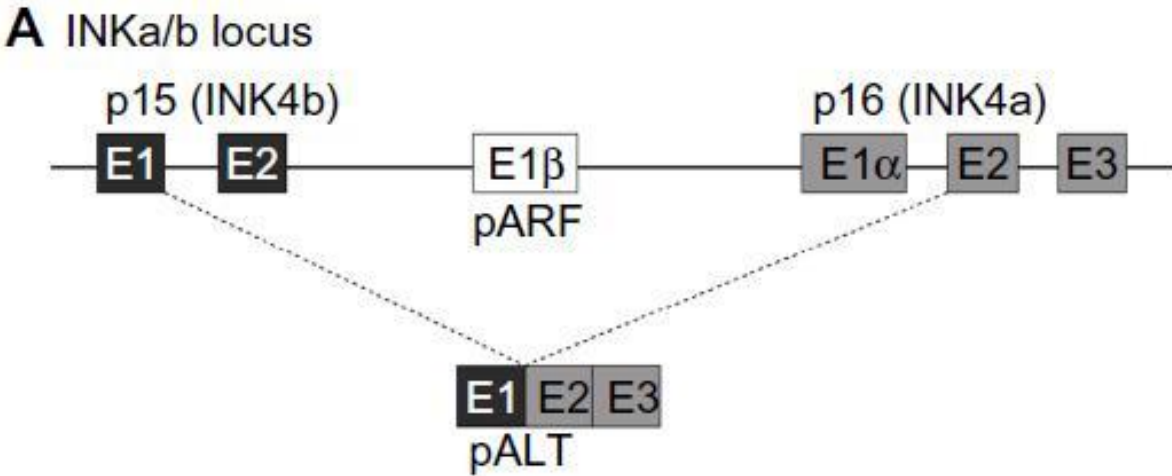 A INKa/b locus
p15 (INK4b) p16 (INK4a)
E1 E2 E1β E1α E2 E3
pARF
E1 E2 E3
pALT